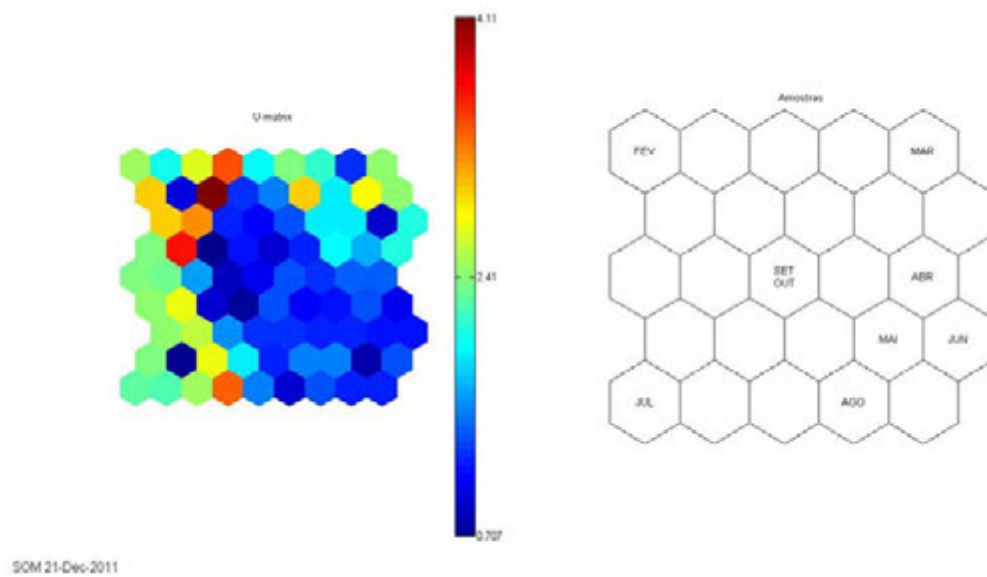 U-matrix
4.11
2.41
0.707
Amostras
FEV
MAR
SET
OUT
ABR
MAI
JUN
JUL
AGO
SOM 21-Dec-2011